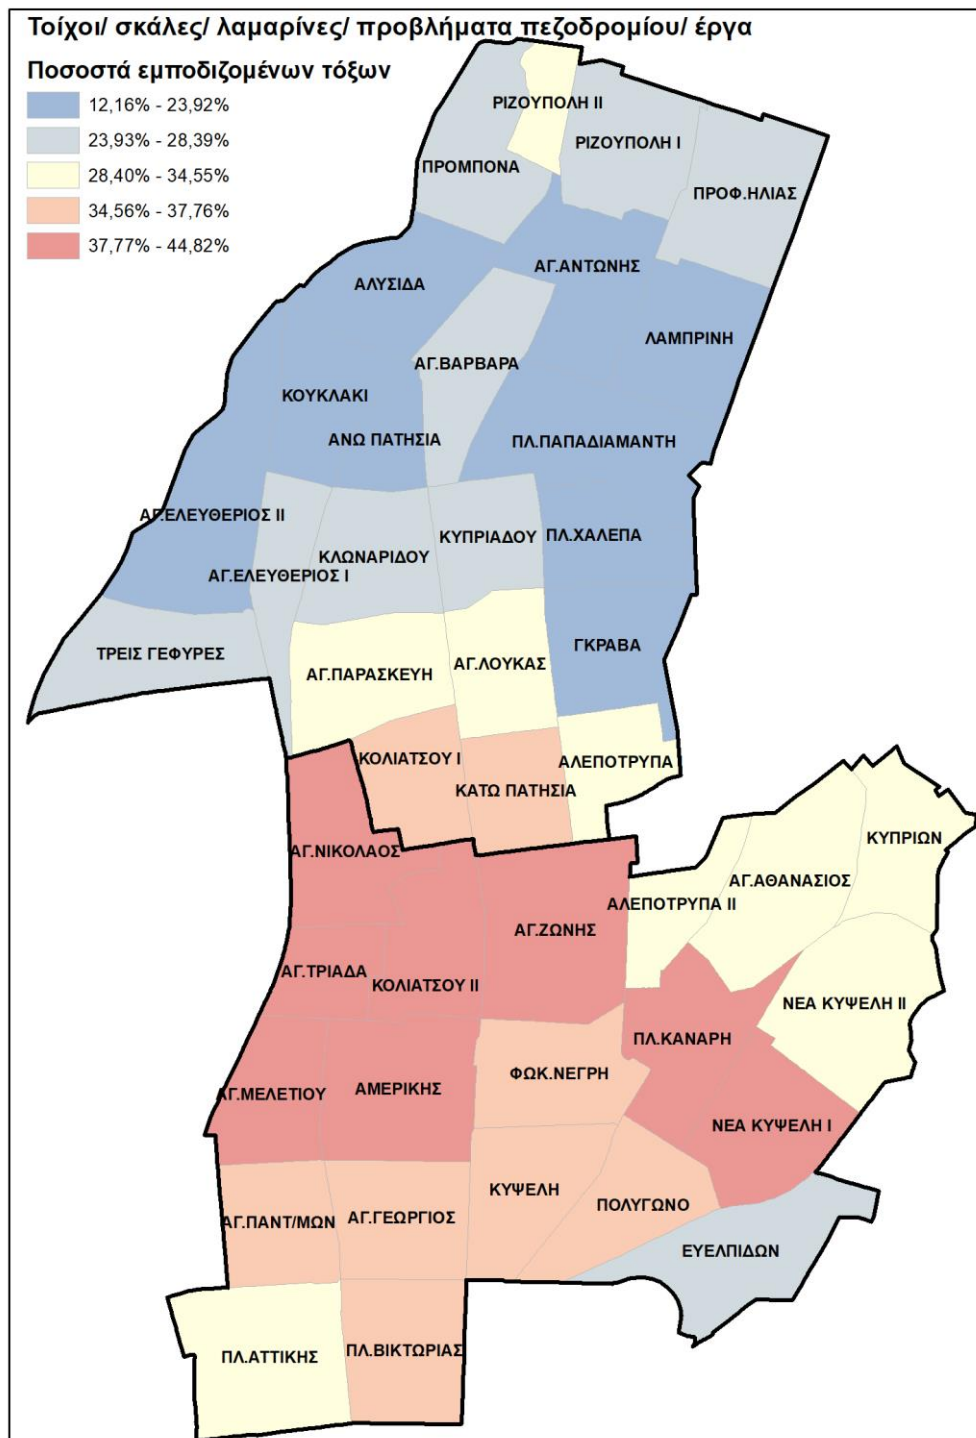 Τοίχοι/ σκάλες/ λαμαρίνες/ προβλήματα πεζοδρομίου/ έργα
Ποσοστά εμποδιζομένων τόξων
12,16% - 23,92%
23,93% - 28,39%
28,40% - 34,55%
34,56% - 37,76%
37,77% - 44,82%
ΡΙΖΟΥΠΟΛΗ ΙΙ
ΡΙΖΟΥΠΟΛΗ Ι
ΠΡΟΜΠΟΝΑ
ΠΡΟΦ.ΗΛΙΑΣ
ΑΓ.ΑΝΤΩΝΗΣ
ΑΛΥΣΙΔΑ
ΛΑΜΠΡΙΝΗ
ΑΓ.ΒΑΡΒΑΡΑ
ΚΟΥΚΛΑΚΙ
ΑΝΩ ΠΑΤΗΣΙΑ
ΠΛ.ΠΑΠΑΔΙΑΜΑΝΤΗ
ΑΓ.ΕΛΕΥΘΕΡΙΟΣ ΙΙ
ΚΥΠΡΙΑΔΟΥ
ΠΛ.ΧΑΛΕΠΑ
ΚΛΩΝΑΡΙΔΟΥ
ΑΓ.ΕΛΕΥΘΕΡΙΟΣ Ι
ΓΚΡΑΒΑ
ΤΡΕΙΣ ΓΕΦΥΡΕΣ
ΑΓ.ΛΟΥΚΑΣ
ΑΓ.ΠΑΡΑΣΚΕΥΗ
ΚΟΛΙΑΤΣΟΥ Ι
ΑΛΕΠΟΤΡΥΠΑ
ΚΑΤΩ ΠΑΤΗΣΙΑ
ΚΥΠΡΙΩΝ
ΑΓ.ΝΙΚΟΛΑΟΣ
ΑΓ.ΑΘΑΝΑΣΙΟΣ
ΑΛΕΠΟΤΡΥΠΑ ΙΙ
ΑΓ.ΖΩΝΗΣ
ΑΓ.ΤΡΙΑΔΑ
ΚΟΛΙΑΤΣΟΥ ΙΙ
ΝΕΑ ΚΥΨΕΛΗ ΙΙ
ΠΛ.ΚΑΝΑΡΗ
ΦΩΚ.ΝΕΓΡΗ
ΑΓ.ΜΕΛΕΤΙΟΥ
ΑΜΕΡΙΚΗΣ
ΝΕΑ ΚΥΨΕΛΗ Ι
ΚΥΨΕΛΗ
ΠΟΛΥΓΩΝΟ
ΑΓ.ΠΑΝΤ/ΜΩΝ
ΑΓ.ΓΕΩΡΓΙΟΣ
ΕΥΕΛΠΙΔΩΝ
ΠΛ.ΑΤΤΙΚΗΣ
ΠΛ.ΒΙΚΤΩΡΙΑΣ